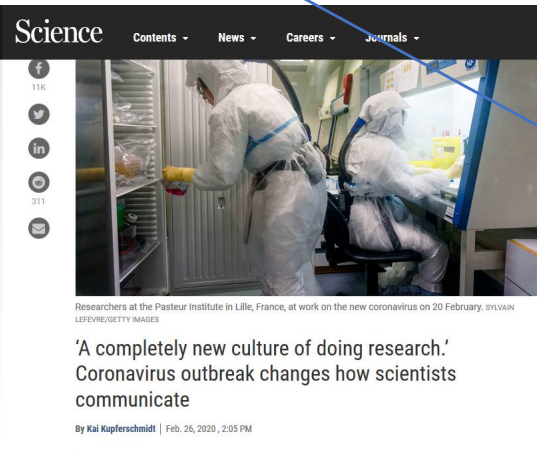 Science
Contents News Careers Journals
11K
311
Researchers at the Pasteur Institute in Lille, France, at work on the new coronavirus on 20 February. SYLVAIN
LEFEVRE/GETTY IMAGES
‘A completely new culture of doing research.’
Coronavirus outbreak changes how scientists
communicate
By Kai Kupferschmidt | Feb. 26, 2020 , 2:05 PM